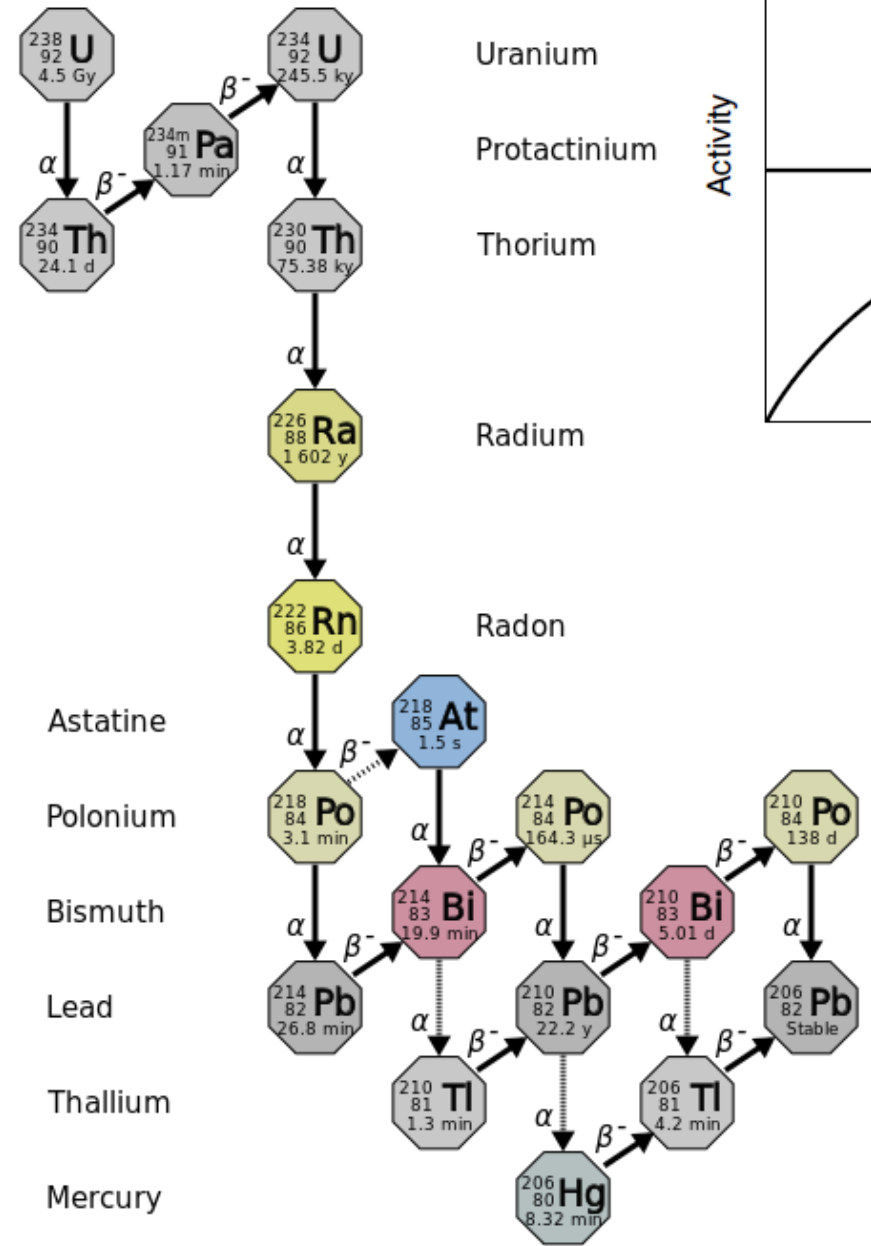 238
92 U
4.5 Gy
234
92 U
245.5 ky
Uranium
β-
234m
91 Pa
1.17 min
Protactinium
Activity
α
β-
α
234
90 Th
24.1 d
230
90 Th
75.38 ky
Thorium
α
226
88 Ra
1 602 y
Radium
α
222
86 Rn
3.82 d
Radon
Astatine
α
β-
218
85 At
1.5 s
Polonium
218
84 Po
3.1 min
α
214
84 Po
164.3 µs
210
84 Po
138 d
β-
β-
Bismuth
α
β-
214
83 Bi
19.9 min
α
β-
210
83 Bi
5.01 d
α
Lead
214
82 Pb
26.8 min
α
β-
210
82 Pb
22.2 y
α
β-
206
82 Pb
Stable
Thallium
210
81 Tl
1.3 min
α
β-
206
81 Tl
4.2 min
Mercury
206
80 Hg
8.32 min